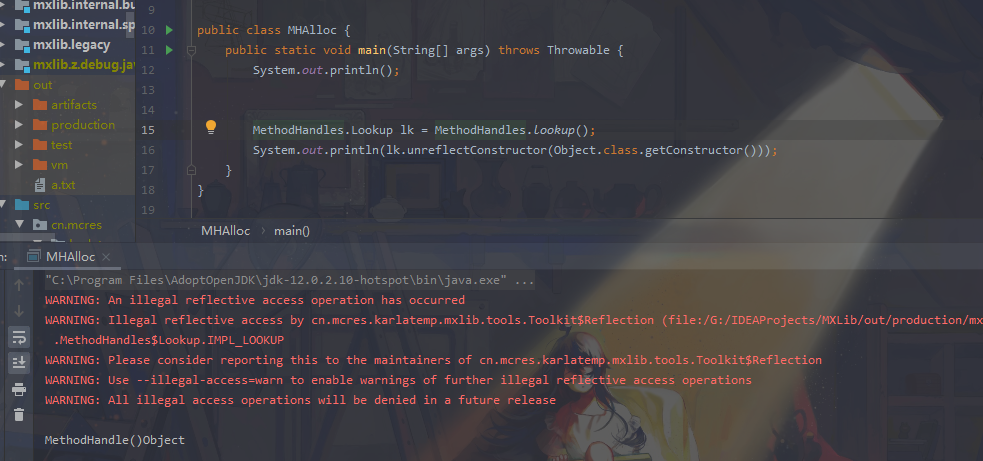 mxlib.internal.bu
mxlib.internal.sp
mxlib.legacy
mxlib.z.debug.jav
out
artifacts
production
test
vm
a.txt
src
cn.mcres
9
10 public class MHAlloc {
11 public static void main(String[] args) throws Throwable {
12 System.out.println();
13
14
15 MethodHandles.Lookup lk = MethodHandles.lookup();
16 System.out.println(lk.unreflectConstructor(Object.class.getConstructor()));
17 }
18 }
19
MHAlloc › main()
n: MHAlloc ×
"C:\Program Files\AdoptOpenJDK\jdk-12.0.2.10-hotspot\bin\java.exe" ...
WARNING: An illegal reflective access operation has occurred
WARNING: Illegal reflective access by cn.mcres.karlatemp.mxlib.tools.Toolkit$Reflection (file:/G:/IDEAProjects/MXLib/out/production/mx
.MethodHandles$Lookup.IMPL_LOOKUP
WARNING: Please consider reporting this to the maintainers of cn.mcres.karlatemp.mxlib.tools.Toolkit$Reflection
WARNING: Use --illegal-access=warn to enable warnings of further illegal reflective access operations
WARNING: All illegal access operations will be denied in a future release
MethodHandle()Object